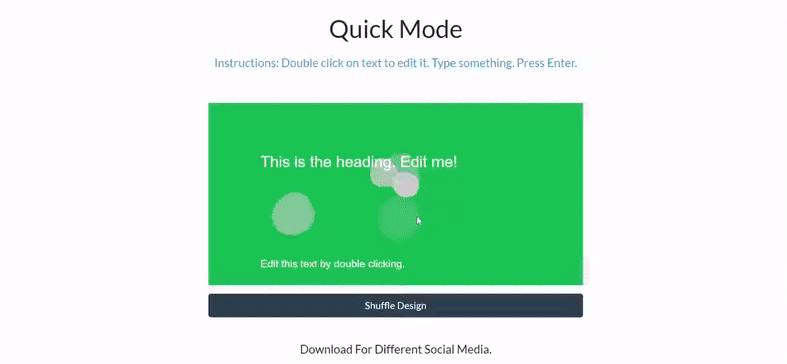 Quick Mode
Instructions: Double click on text to edit it. Type something. Press Enter.
This is the heading. Edit me!
Edit this text by double clicking.
Shuffle Design
Download For Different Social Media.